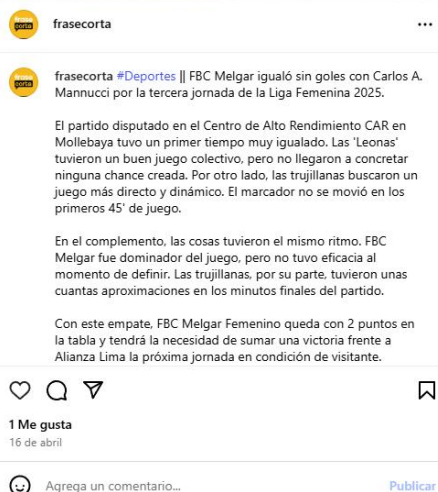 frase
corta
frasecorta
frase
corta
frasecorta #Deportes || FBC Melgar igualó sin goles con Carlos A.
Mannucci por la tercera jornada de la Liga Femenina 2025.
El partido disputado en el Centro de Alto Rendimiento CAR en
Mollebaya tuvo un primer tiempo muy igualado. Las 'Leonas'
tuvieron un buen juego colectivo, pero no llegaron a concretar
ninguna chance creada. Por otro lado, las trujillanas buscaron un
juego más directo y dinámico. El marcador no se movió en los
primeros 45' de juego.
En el complemento, las cosas tuvieron el mismo ritmo. FBC
Melgar fue dominador del juego, pero no tuvo eficacia al
momento de definir. Las trujillanas, por su parte, tuvieron unas
cuantas aproximaciones en los minutos finales del partido.
Con este empate, FBC Melgar Femenino queda con 2 puntos en
la tabla y tendrá la necesidad de sumar una victoria frente a
Alianza Lima la próxima jornada en condición de visitante.
1 Me gusta
16 de abril
Agrega un comentario...
Publicar